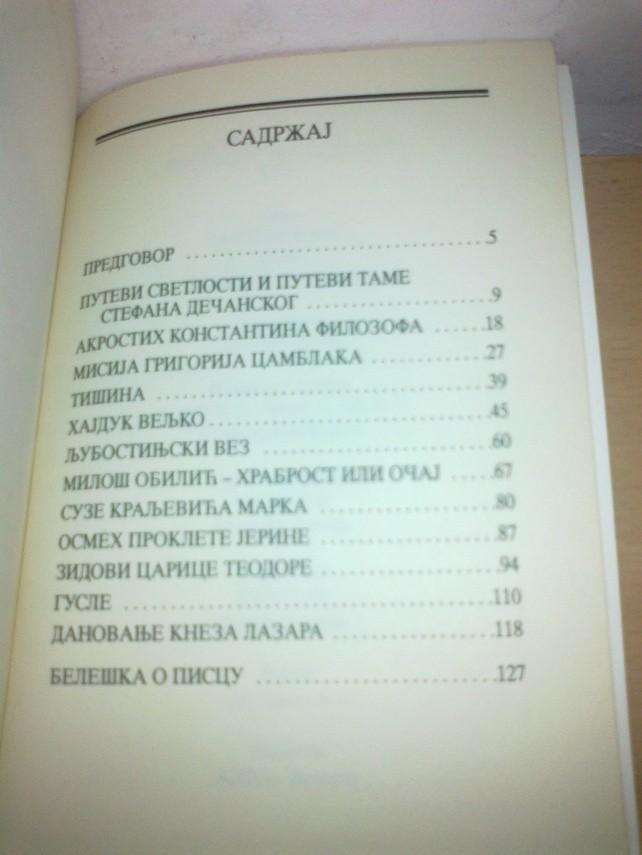 САДРЖАЈ
ПРЕДГОВОР ........................................5
ПУТЕВИ СВЕТЛОСТИ И ПУТЕВИ ТАМЕ
СТЕФАНА ДЕЧАНСКОГ ........................9
АКРОСТИХ КОНСТАНТИНА ФИЛОЗОФА ......18
МИСИЈА ГРИГОРИЈА ЦАМБЛАКА ..............27
ТИШИНА ..........................................39
ХАЈДУК ВЕЉКО ..................................45
ЉУБОСТИЊСКИ ВЕЗ ............................60
МИЛОШ ОБИЛИЋ – ХРАБРОСТ ИЛИ ОЧАЈ .....67
СУЗЕ КРАЉЕВИЋА МАРКА .....................80
ОСМЕХ ПРОКЛЕТЕ ЈЕРИНЕ .....................87
ЗИДОВИ ЦАРИЦЕ ТЕОДОРЕ .....................94
ГУСЛЕ ...........................................110
ДАНОВАЊЕ КНЕЗА ЛАЗАРА ...................118
БЕЛЕШКА О ПИСЦУ ............................127